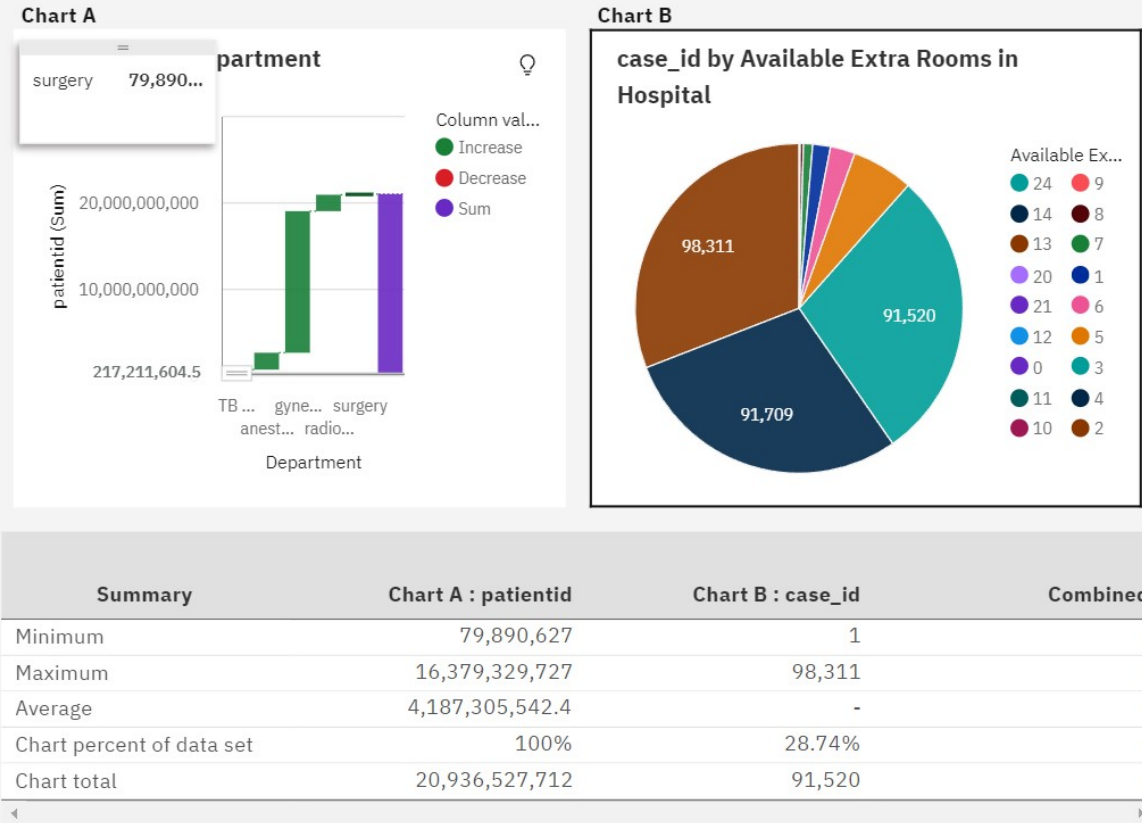 Chart A
Chart B
partment
surgery 79,890...
Column val...
Increase
Decrease
Sum
patientid (Sum)
20,000,000,000
10,000,000,000
217,211,604.5
TB ... gyne... surgery
anest... radio...
Department
case_id by Available Extra Rooms in
Hospital
98,311
91,520
91,709
Available Ex...
24 9
14 8
13 7
20 1
21 6
12 5
0 3
11 4
10 2
Summary Chart A : patientid Chart B : case_id Combined
Minimum 79,890,627 1
Maximum 16,379,329,727 98,311
Average 4,187,305,542.4 -
Chart percent of data set 100% 28.74%
Chart total 20,936,527,712 91,520